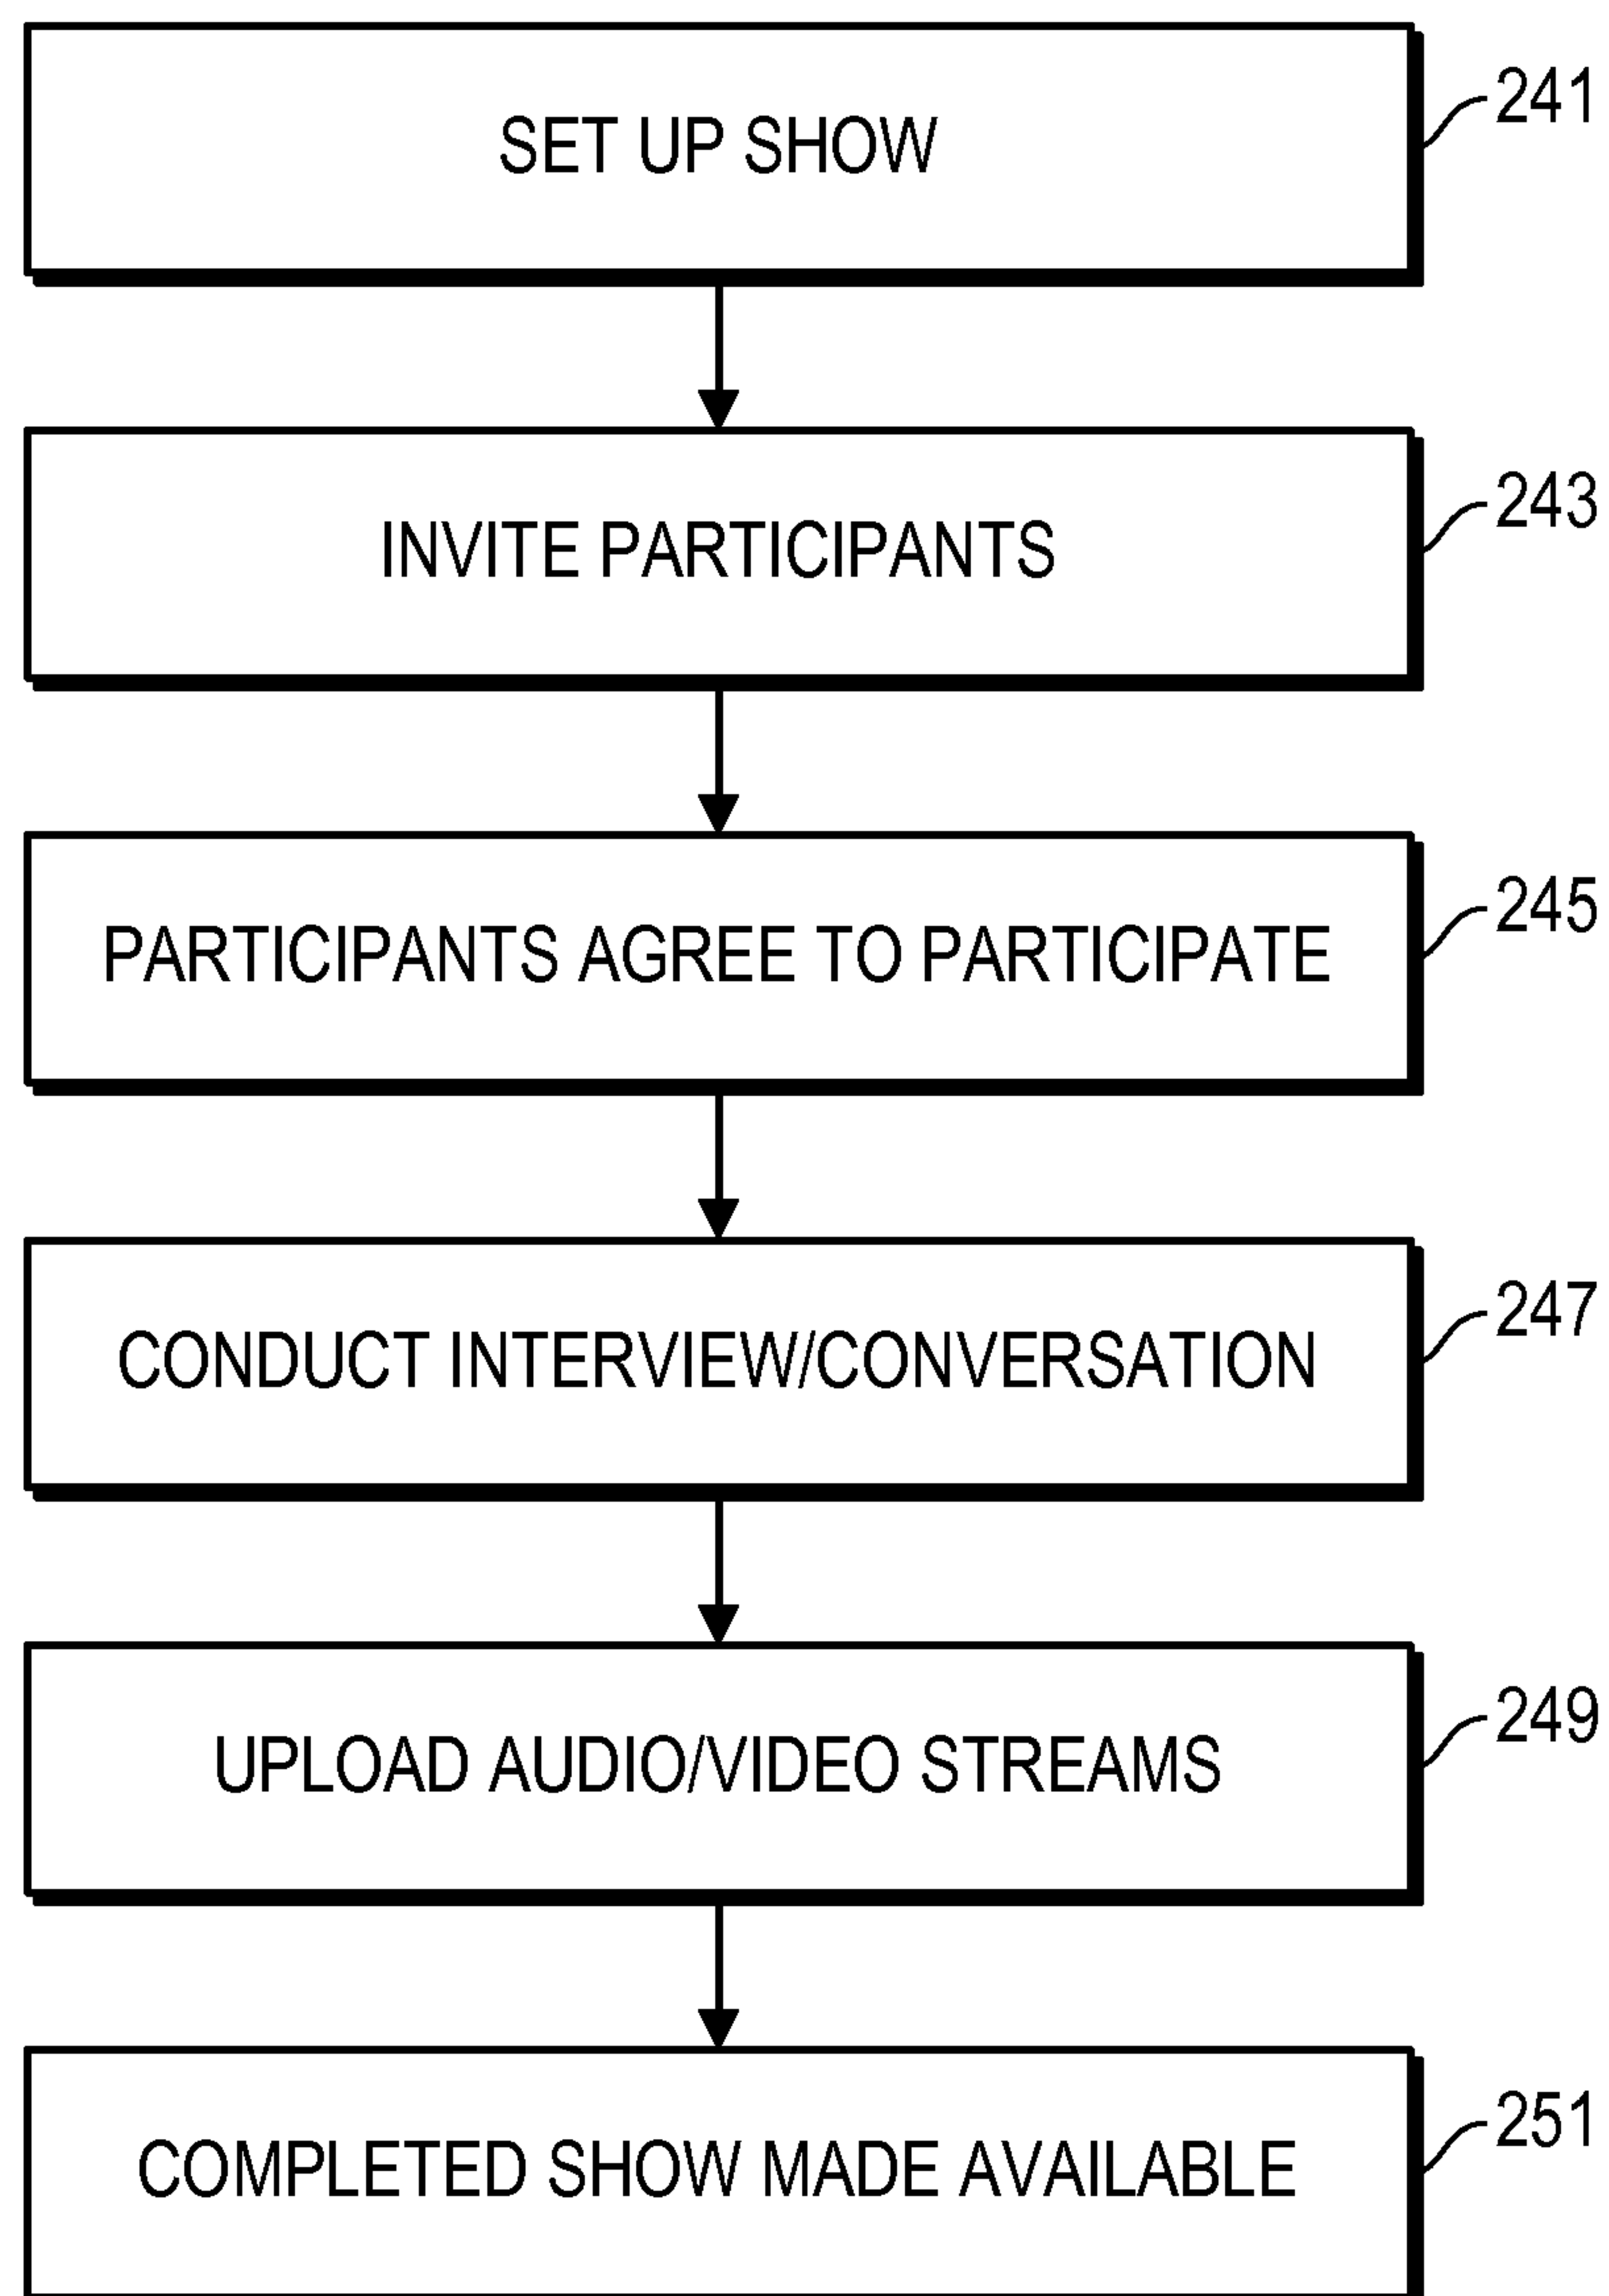 SET UP SHOW
241
INVITE PARTICIPANTS
243
PARTICIPANTS AGREE TO PARTICIPATE
245
CONDUCT INTERVIEW/CONVERSATION
247
UPLOAD AUDIO/VIDEO STREAMS
249
COMPLETED SHOW MADE AVAILABLE
251